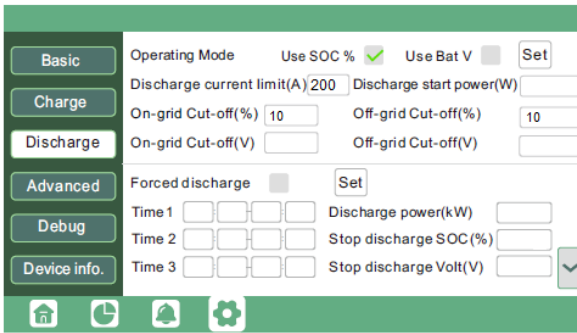 Basic
Charge
Discharge
Advanced
Debug
Device info.
Operating Mode Use SOC % Use Bat V Set
Discharge current limit(A) 200 Discharge start power(W)
On-grid Cut-off(%) 10 Off-grid Cut-off(%) 10
On-grid Cut-off(V) Off-grid Cut-off(V)
Forced discharge Set
Time 1 Discharge power(kW)
Time 2 Stop discharge SOC(%)
Time 3 Stop discharge Volt(V)